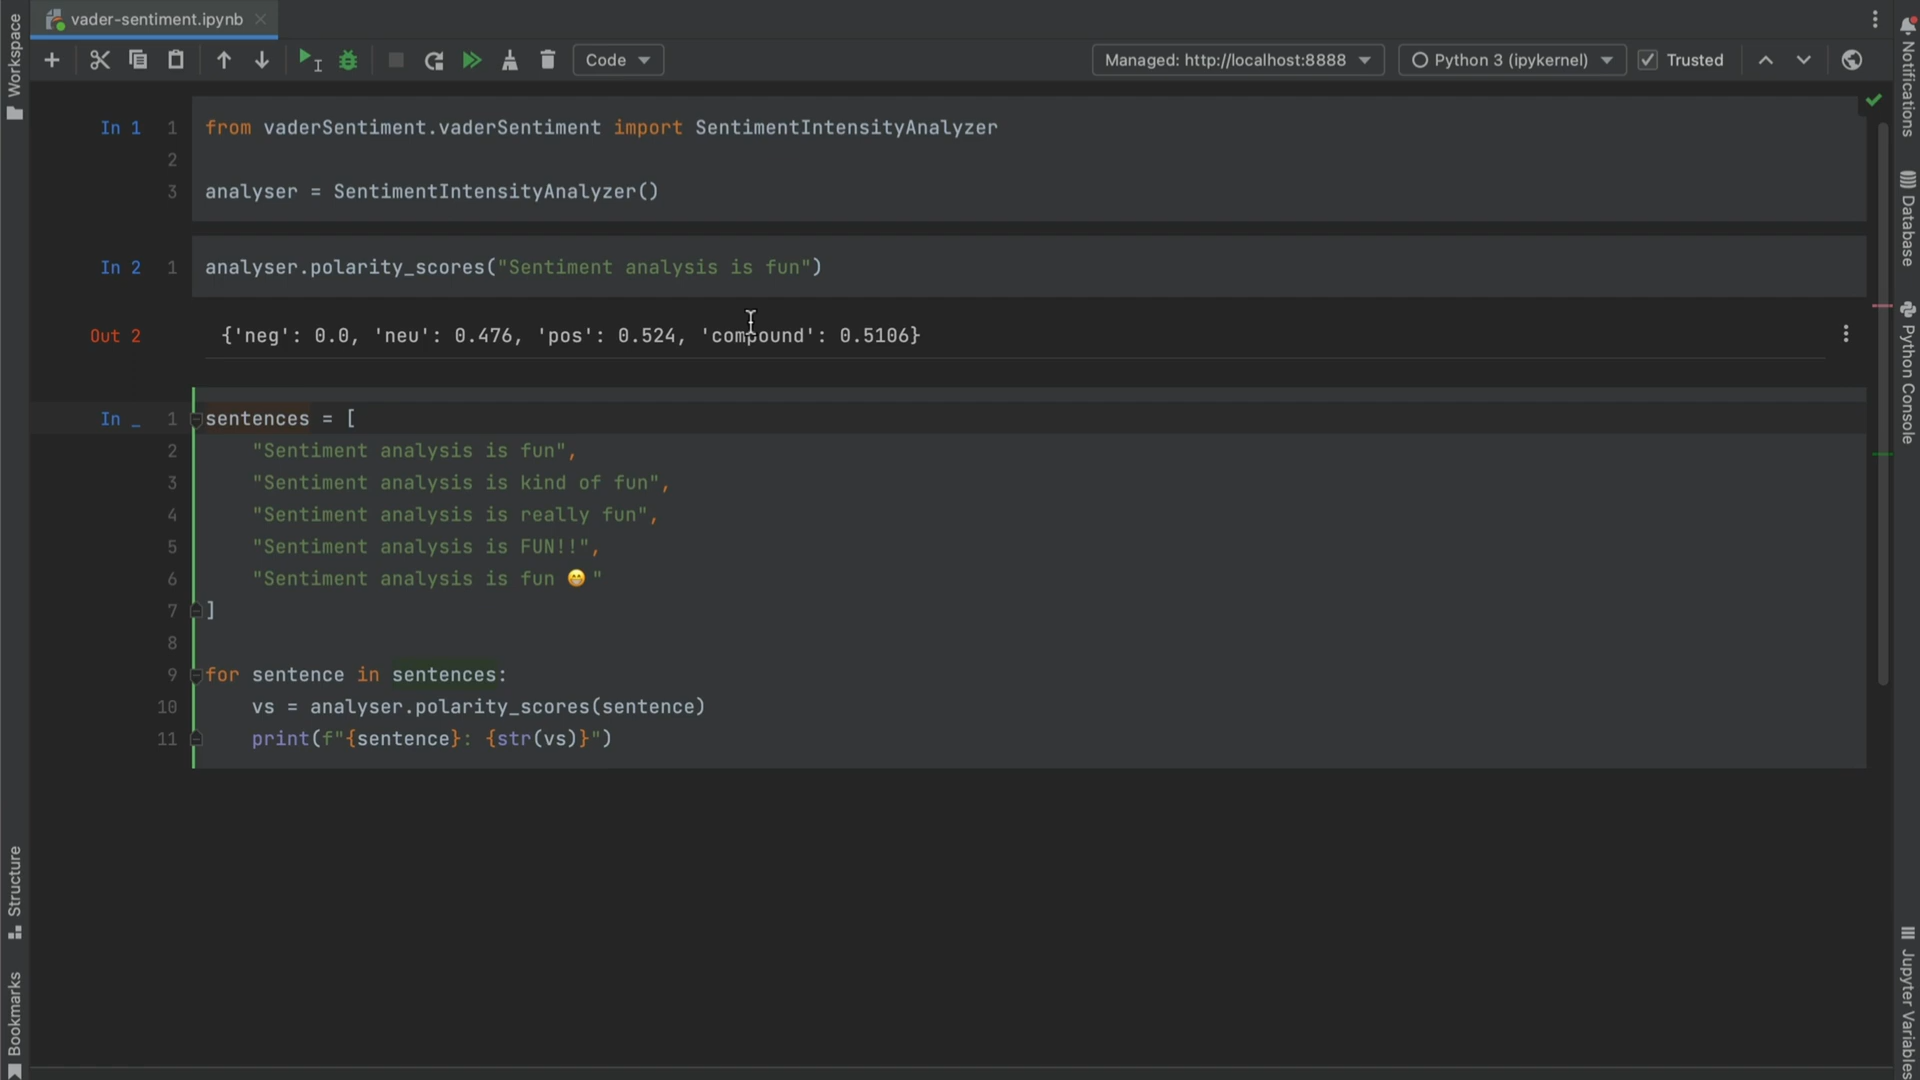 Workspace
vader-sentiment.ipynb
Code
Managed: http://localhost:8888
Python 3 (ipykernel)
Trusted
Notifications
Database
Python Console
In 1
1 from vaderSentiment.vaderSentiment import SentimentIntensityAnalyzer
2
3 analyser = SentimentIntensityAnalyzer()
In 2
1 analyser.polarity_scores("Sentiment analysis is fun")
Out 2
{'neg': 0.0, 'neu': 0.476, 'pos': 0.524, 'compound': 0.5106}
In _
1 sentences = [
2 "Sentiment analysis is fun",
3 "Sentiment analysis is kind of fun",
4 "Sentiment analysis is really fun",
5 "Sentiment analysis is FUN!!",
6 "Sentiment analysis is fun 😁 "
7 ]
8
9 for sentence in sentences:
10 vs = analyser.polarity_scores(sentence)
11 print(f"{sentence}: {str(vs)}")
Structure
Bookmarks
Jupyter Variables